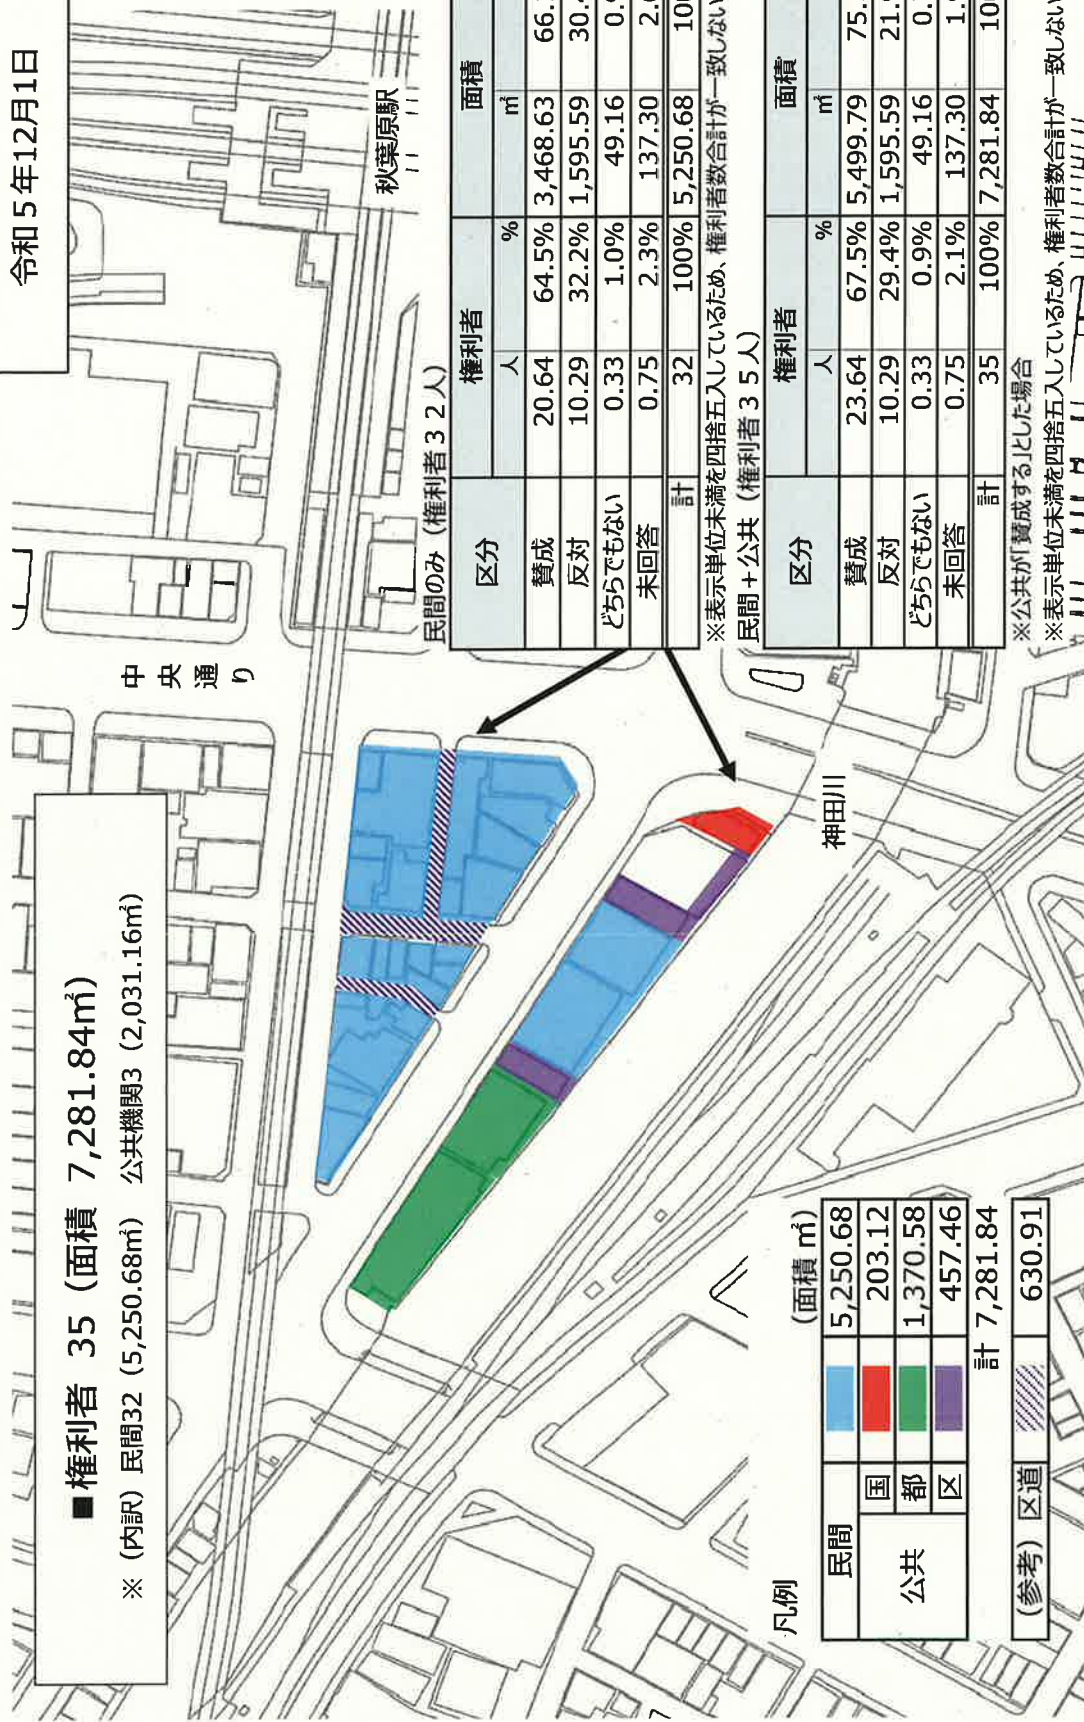 令和5年12月1日
■権利者 35（面積 7,281.84㎡）
※（内訳）民間32（5,250.68㎡） 公共機関3（2,031.16㎡）
中央通り
秋葉原駅
神田川
民間のみ（権利者32人）
区分 権利者 面積
人 % ㎡
賛成 20.64 64.5% 3,468.63 66.
反対 10.29 32.2% 1,595.59 30.
どちらでもない 0.33 1.0% 49.16 0.
未回答 0.75 2.3% 137.30 2.
計 32 100% 5,250.68 10
※表示単位未満を四捨五入しているため、権利者数合計が一致しない
民間+公共（権利者35人）
区分 権利者 面積
人 % ㎡
賛成 23.64 67.5% 5,499.79 75.
反対 10.29 29.4% 1,595.59 21.
どちらでもない 0.33 0.9% 49.16 0.
未回答 0.75 2.1% 137.30 1.
計 35 100% 7,281.84 10
※公共が「賛成する」とした場合
※表示単位未満を四捨五入しているため、権利者数合計が一致しない
凡例 （面積 ㎡）
民間 5,250.68
公共 国 203.12
都 1,370.58
区 457.46
計 7,281.84
（参考）区道 630.91